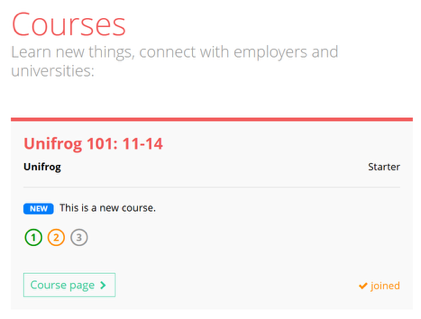 Courses
Learn new things, connect with employers and
universities:
Unifrog 101: 11-14
Unifrog Starter
NEW This is a new course.
1 2 3
Course page
joined